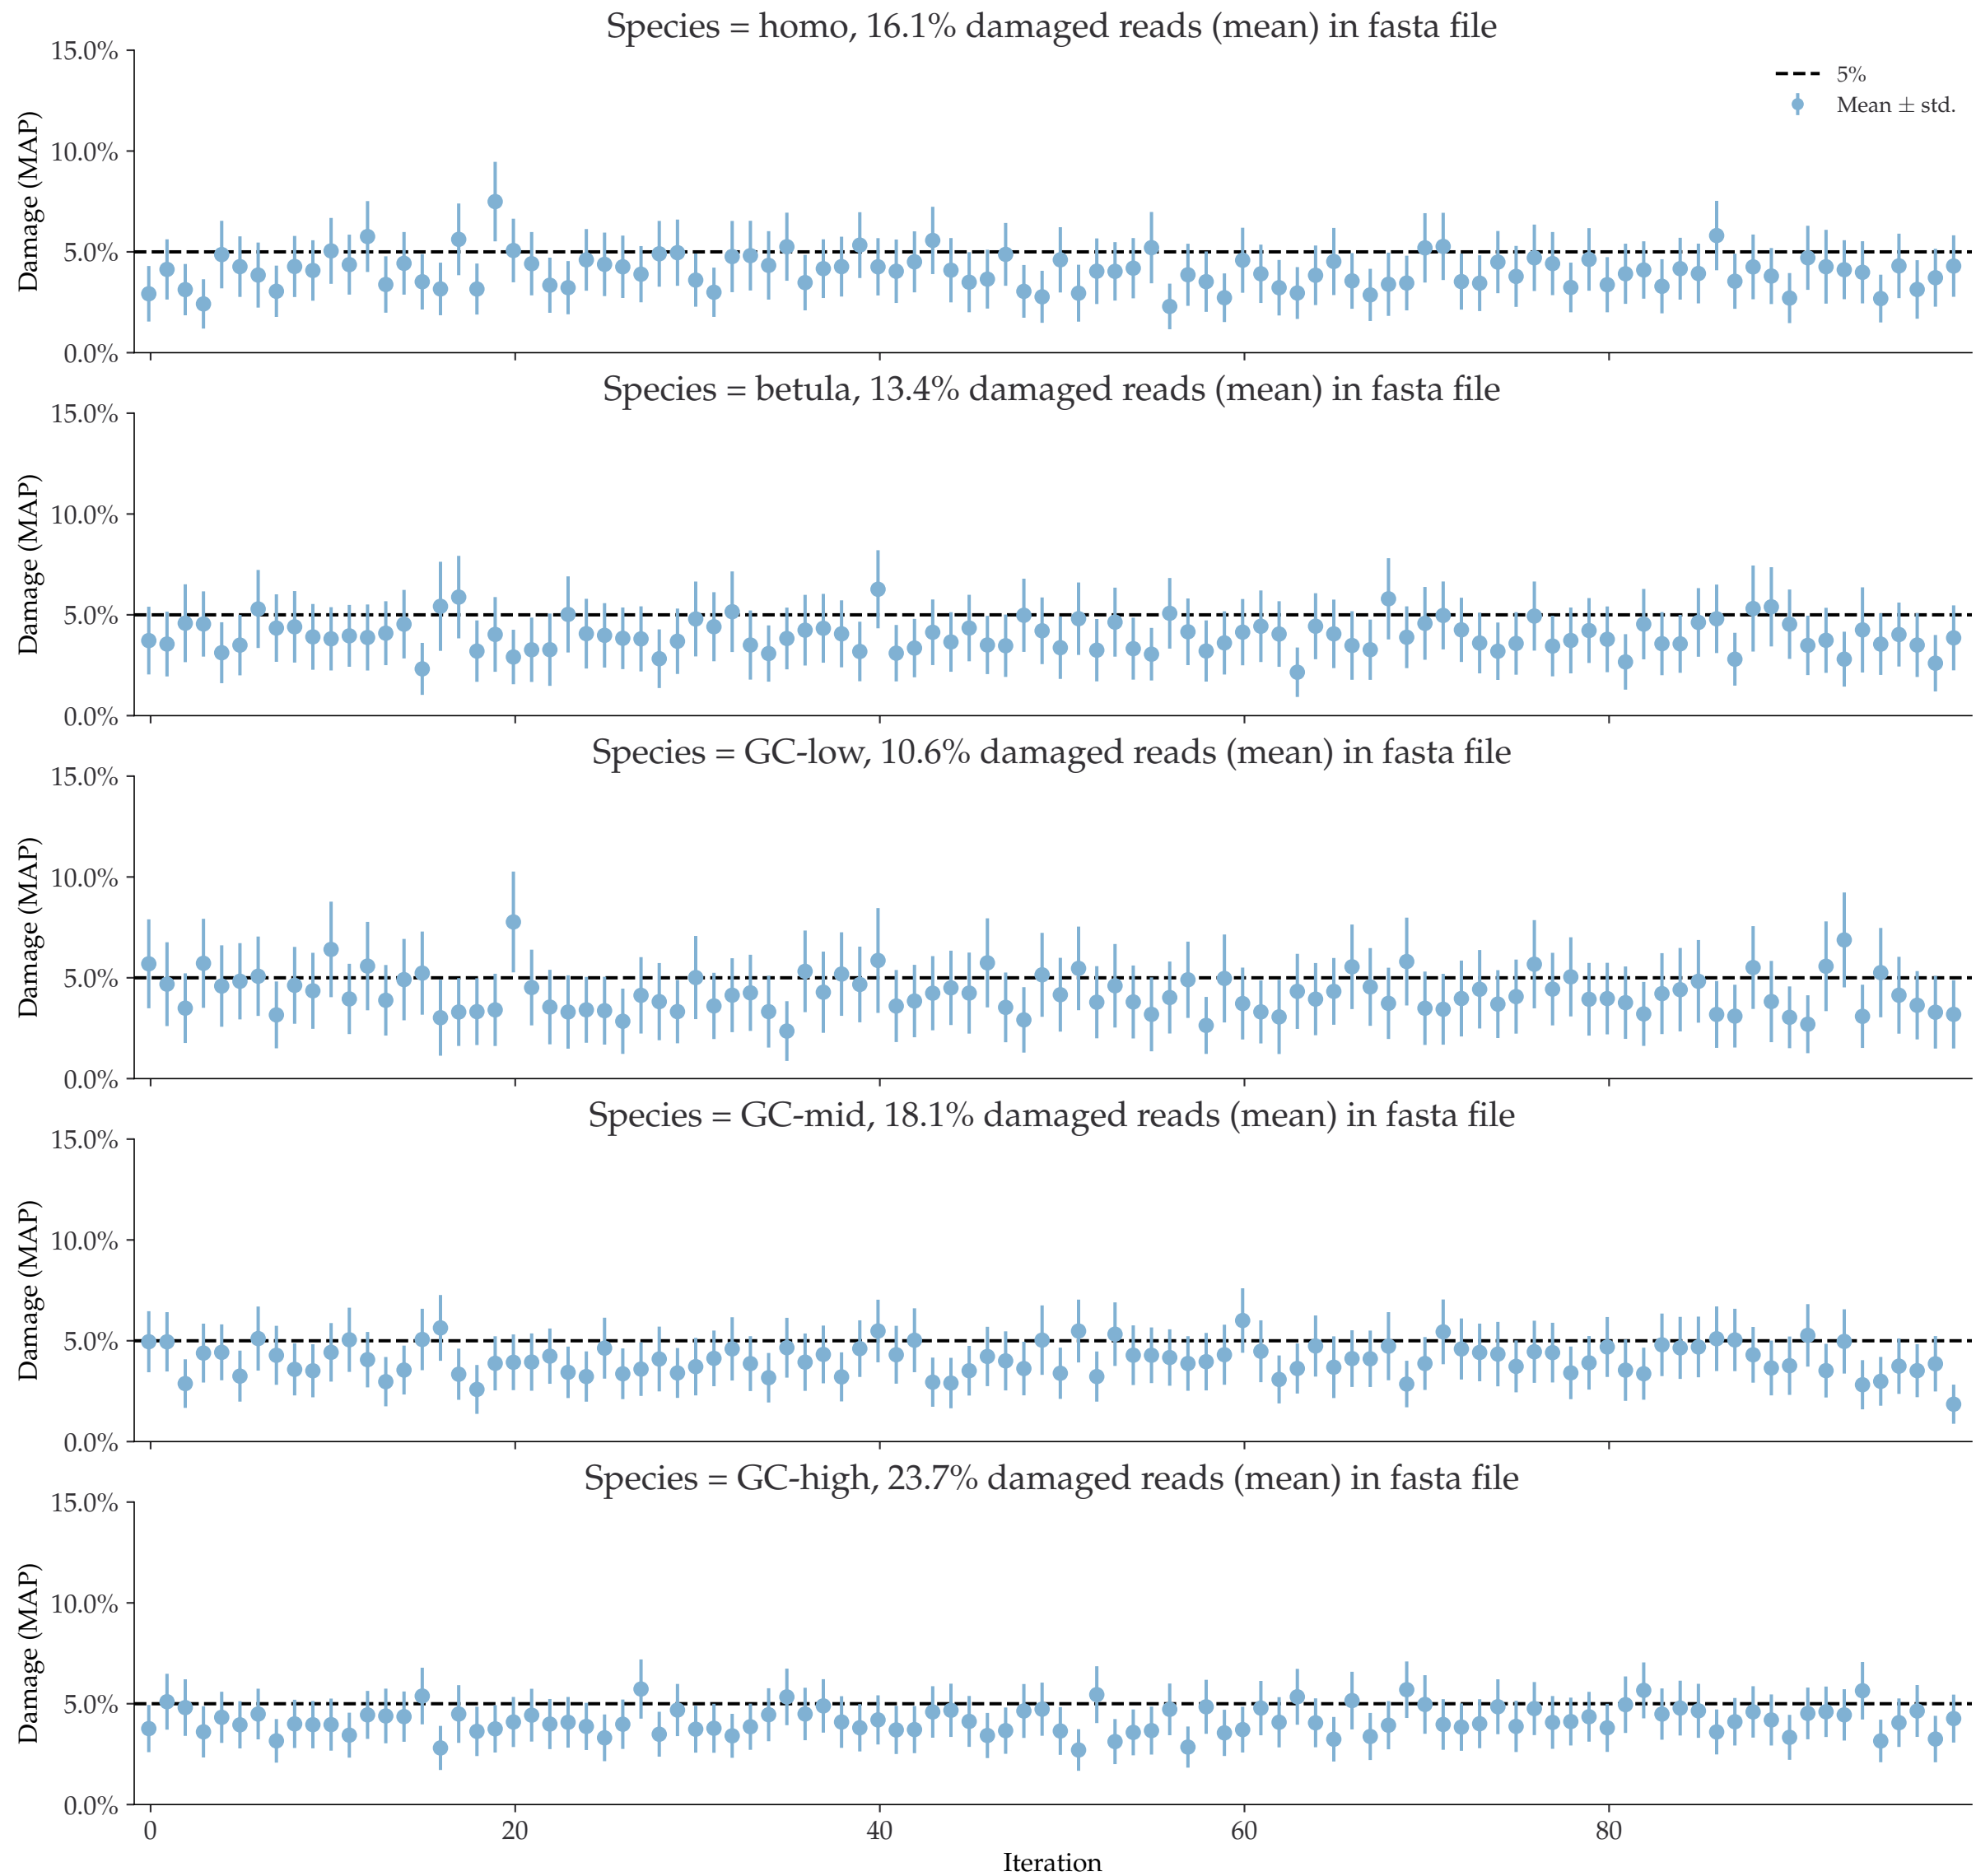 Species = homo, 16.1% damaged reads (mean) in fasta file
15.0%
10.0%
5.0%
0.0%
Damage (MAP)
5%
Mean ± std.
Species = betula, 13.4% damaged reads (mean) in fasta file
15.0%
10.0%
5.0%
0.0%
Damage (MAP)
Species = GC-low, 10.6% damaged reads (mean) in fasta file
15.0%
10.0%
5.0%
0.0%
Damage (MAP)
Species = GC-mid, 18.1% damaged reads (mean) in fasta file
15.0%
10.0%
5.0%
0.0%
Damage (MAP)
Species = GC-high, 23.7% damaged reads (mean) in fasta file
15.0%
10.0%
5.0%
0.0%
Damage (MAP)
0 20 40 60 80
Iteration